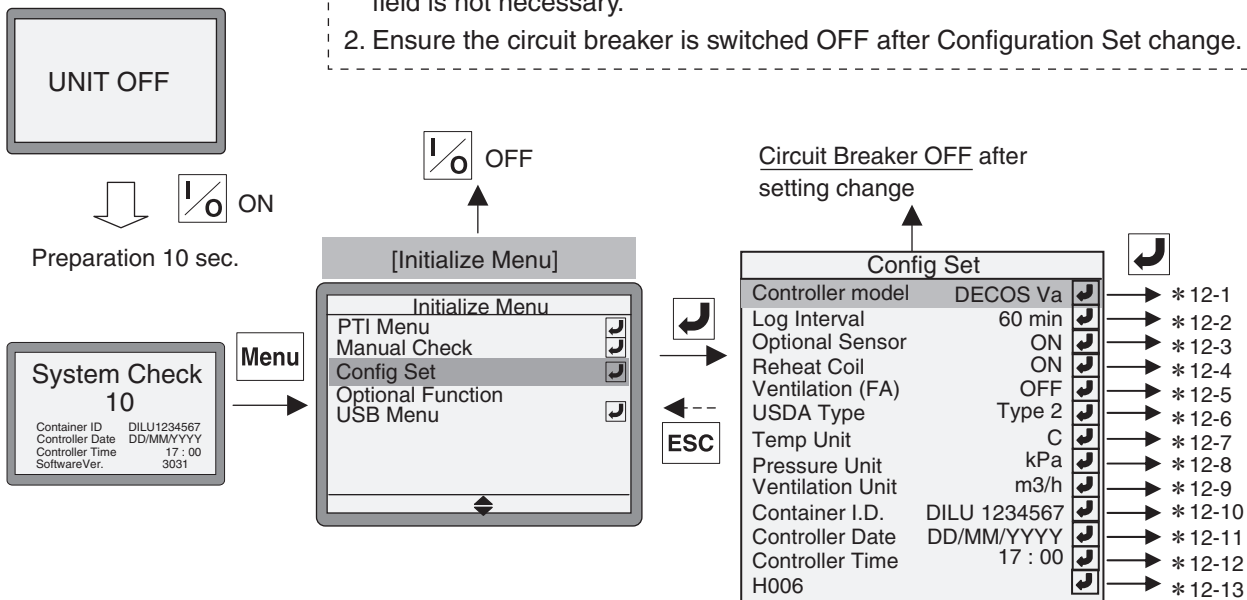 field is not necessary.
2. Ensure the circuit breaker is switched OFF after Configuration Set change.
UNIT OFF
I/O ON
Preparation 10 sec.
System Check
10
Container ID DILU1234567
Controller Date DD/MM/YYYY
Controller Time 17 : 00
SoftwareVer. 3031
Menu
I/O OFF
[Initialize Menu]
Initialize Menu
PTI Menu
Manual Check
Config Set
Optional Function
USB Menu
ESC
Circuit Breaker OFF after
setting change
Config Set
Controller model DECOS Va *12-1
Log Interval 60 min *12-2
Optional Sensor ON *12-3
Reheat Coil ON *12-4
Ventilation (FA) OFF *12-5
USDA Type Type 2 *12-6
Temp Unit C *12-7
Pressure Unit kPa *12-8
Ventilation Unit m3/h *12-9
Container I.D. DILU 1234567 *12-10
Controller Date DD/MM/YYYY *12-11
Controller Time 17 : 00 *12-12
H006 *12-13